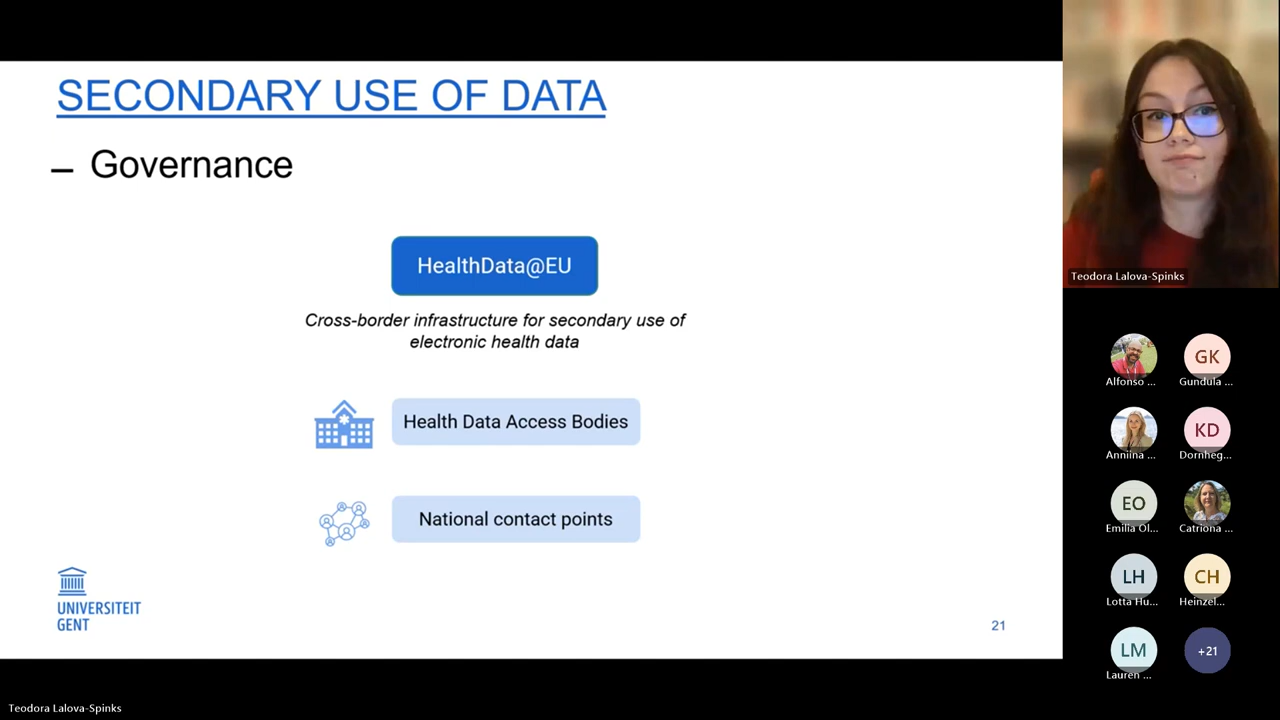 SECONDARY USE OF DATA
– Governance
HealthData@EU
Cross-border infrastructure for secondary use of
electronic health data
Health Data Access Bodies
National contact points
UNIVERSITEIT
GENT
21
Teodora Lalova-Spinks
Alfonso ...
GK
Gundula ...
Anniina ...
KD
Dornheg...
EO
Emilia Ol...
Catriona ...
LH
Lotta Hu...
CH
Heinzel...
LM
Lauren ...
+21
Teodora Lalova-Spinks